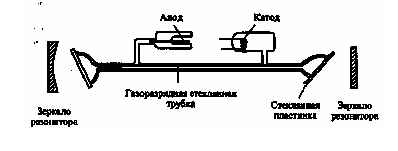 Анод
Катод
Газоразрядная стеклянная
трубка
Стеклянная
пластинка
Зеркало
резонатора
Зеркало
резонатора